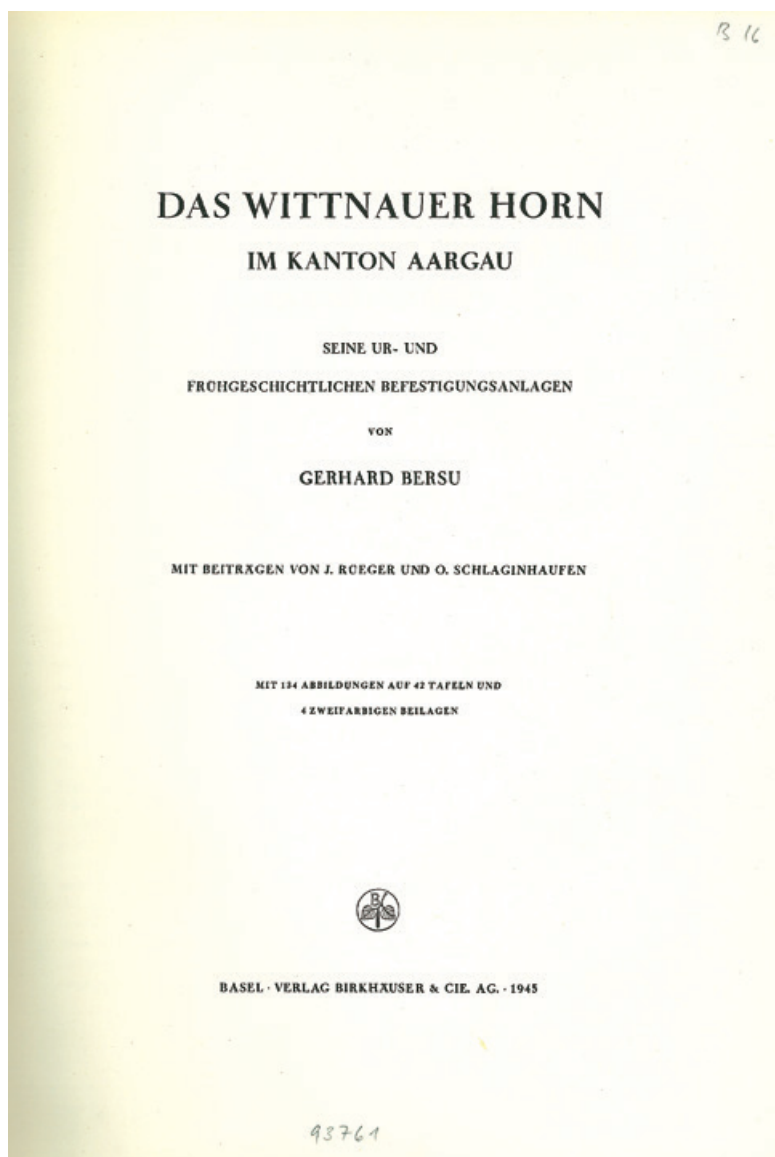 B 16
DAS WITTNAUER HORN
IM KANTON AARGAU
SEINE UR- UND
FRÜHGESCHICHTLICHEN BEFESTIGUNGSANLAGEN
VON
GERHARD BERSU
MIT BEITRÄGEN VON J. RÜEGER UND O. SCHLAGINHAUFEN
MIT 134 ABBILDUNGEN AUF 42 TAFELN UND
4 ZWEIFARBIGEN BEILAGEN
B
BASEL · VERLAG BIRKHÄUSER & CIE. AG. · 1945
93761